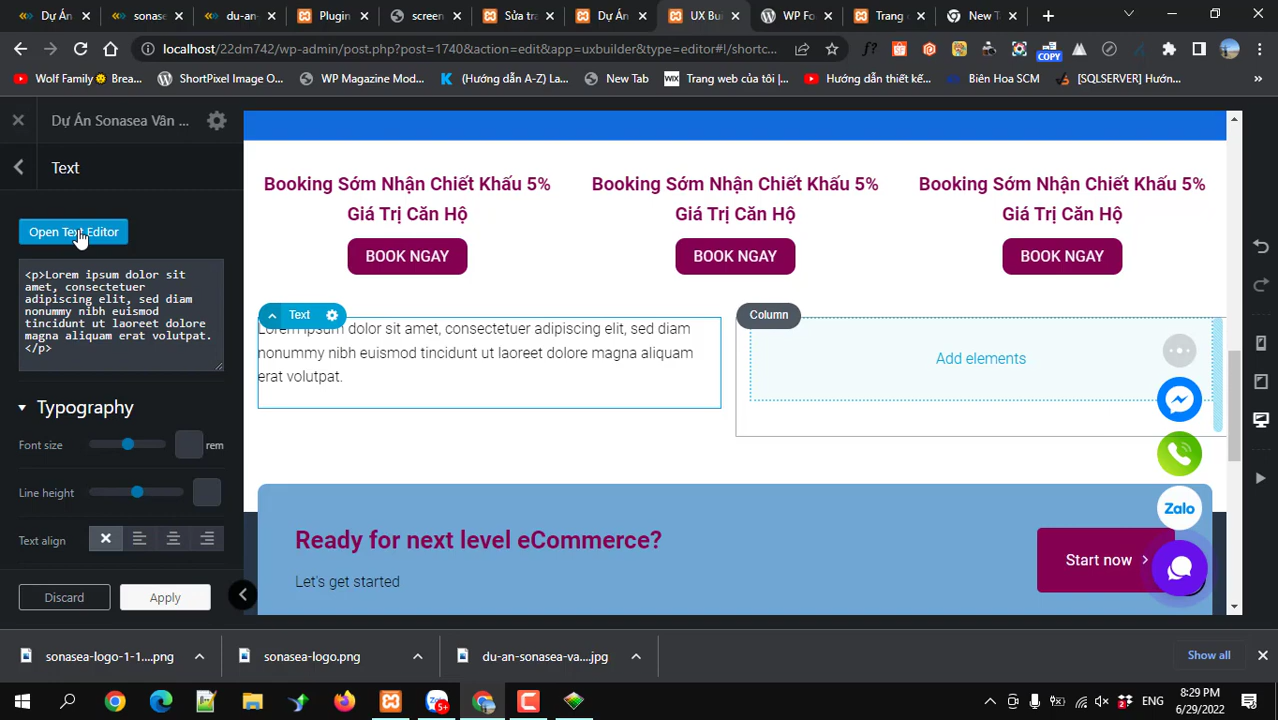 Dự Án
sonase
du-an-
Plugin
screen
Sửa tra
Dự Án
UX Bui
WP Fo
Trang c
New Ta
localhost/22dm742/wp-admin/post.php?post=1740&action=edit&app=uxbuilder&type=editor#!/shortc...
COPY
Wolf Family😗 Brea...
ShortPixel Image O...
WP Magazine Mod...
(Hướng dẫn A-Z) La...
New Tab
WIX
Trang web của tôi |...
Hướng dẫn thiết kế...
Biên Hoa SCM
[SQLSERVER] Hướn...
Dự Án Sonasea Vân ...
Text
Open Text Editor
<p>Lorem ipsum dolor sit
amet, consectetuer
adipiscing elit, sed diam
nonummy nibh euismod
tincidunt ut laoreet dolore
magna aliquam erat volutpat.
</p>
Typography
Font size
rem
Line height
Text align
Discard
Apply
Booking Sớm Nhận Chiết Khấu 5%
Giá Trị Căn Hộ
BOOK NGAY
Booking Sớm Nhận Chiết Khấu 5%
Giá Trị Căn Hộ
BOOK NGAY
Booking Sớm Nhận Chiết Khấu 5%
Giá Trị Căn Hộ
BOOK NGAY
Text
Lorem ipsum dolor sit amet, consectetuer adipiscing elit, sed diam
nonummy nibh euismod tincidunt ut laoreet dolore magna aliquam
erat volutpat.
Column
Add elements
Zalo
Ready for next level eCommerce?
Let's get started
Start now
sonasea-logo-1-1....png
sonasea-logo.png
du-an-sonasea-va....jpg
Show all
Zalo
5+
ENG
8:29 PM
6/29/2022